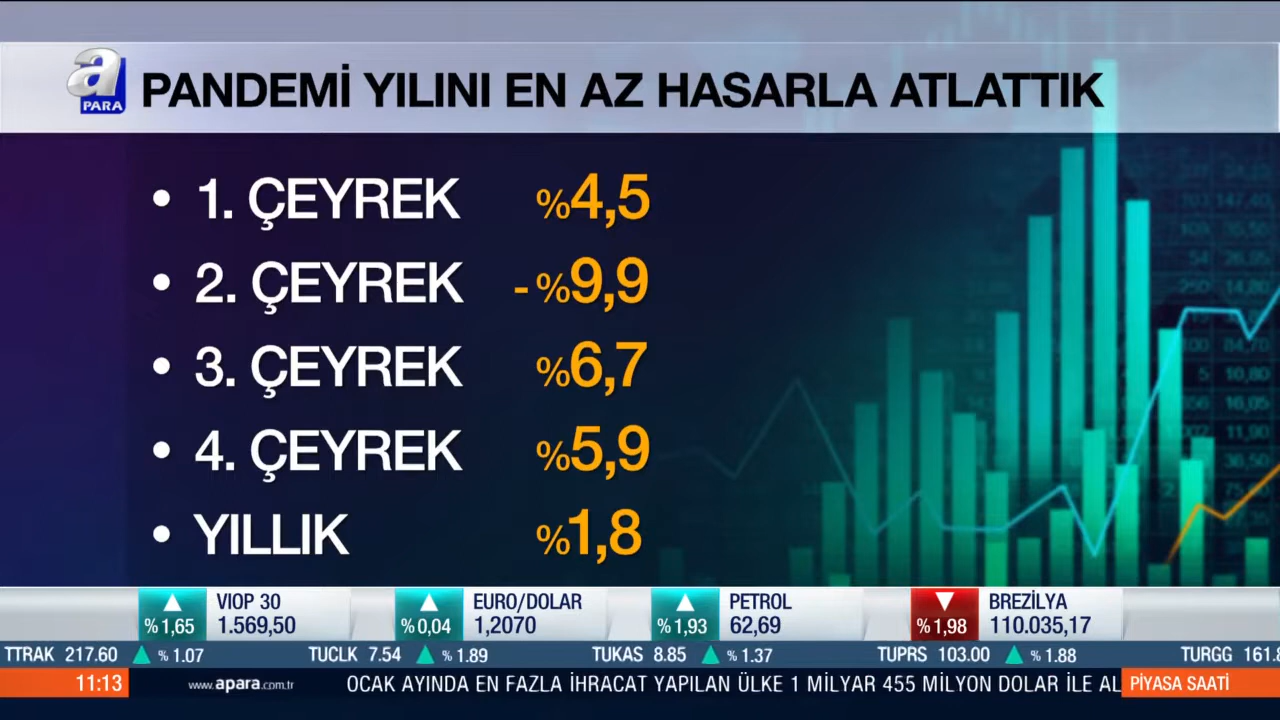 a PARA
PANDEMİ YILINI EN AZ HASARLA ATLATTIK
• 1. ÇEYREK %4,5
• 2. ÇEYREK -%9,9
• 3. ÇEYREK %6,7
• 4. ÇEYREK %5,9
• YILLIK %1,8
%1,65 VIOP 30 1.569,50
%0,04 EURO/DOLAR 1,2070
%1,93 PETROL 62,69
%1,98 BREZİLYA 110.035,17
TTRAK 217.60 % 1.07 TUCLK 7.54 % 1.89 TUKAS 8.85 % 1.37 TUPRS 103.00 % 1.88 TURGG 161.8
11:13 www.apara.com.tr OCAK AYINDA EN FAZLA İHRACAT YAPILAN ÜLKE 1 MİLYAR 455 MİLYON DOLAR İLE AL PİYASA SAATİ